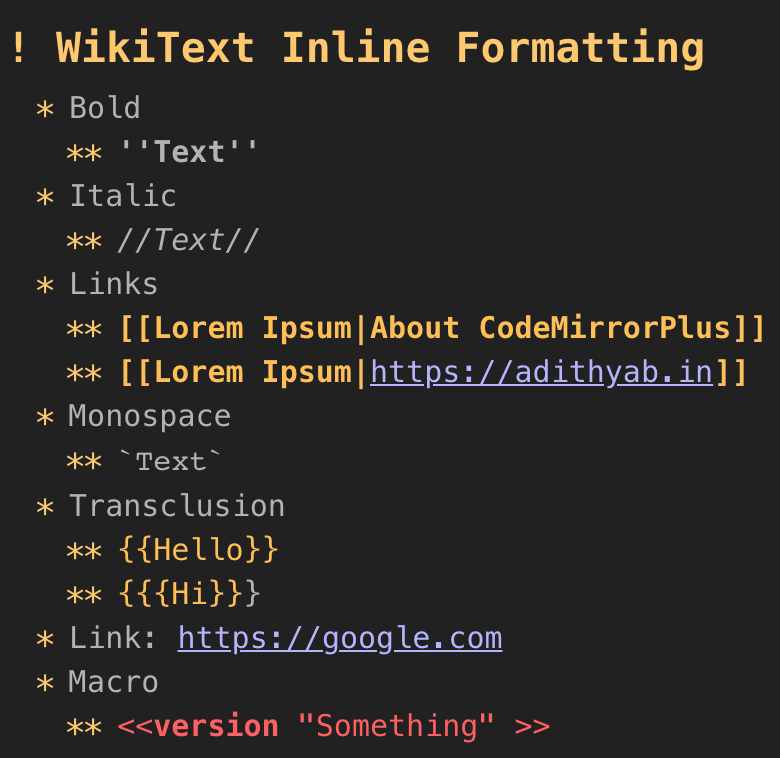 ! WikiText Inline Formatting
* Bold
** ''Text''
* Italic
** //Text//
* Links
** [[Lorem Ipsum|About CodeMirrorPlus]]
** [[Lorem Ipsum|https://adithyab.in]]
* Monospace
** `Text`
* Transclusion
** {{Hello}}
** {{{Hi}}}
* Link: https://google.com
* Macro
** <<version "Something" >>